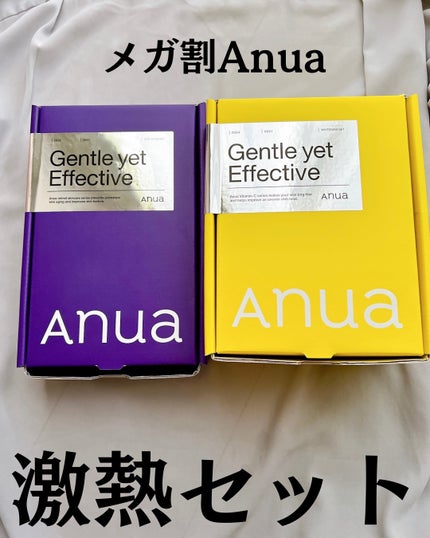 メガ割Anua
Gentle yet
Effective
Anua
Anua
Gentle yet
Effective
Anua
Anua
激熱セット